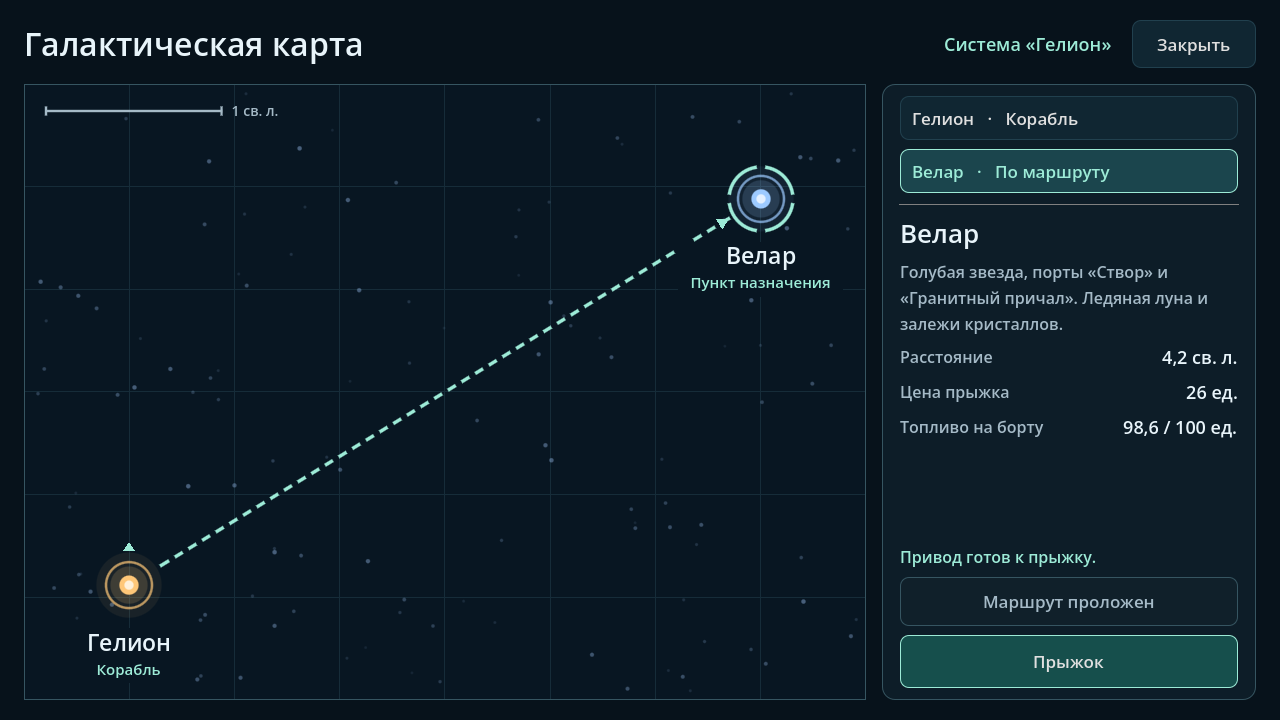 Галактическая карта
Система «Гелион»
Закрыть
1 св. л.
Велар
Пункт назначения
Гелион
Корабль
Гелион · Корабль
Велар · По маршруту
Велар
Голубая звезда, порты «Створ» и
«Гранитный причал». Ледяная луна и
залежи кристаллов.
Расстояние 4,2 св. л.
Цена прыжка 26 ед.
Топливо на борту 98,6 / 100 ед.
Привод готов к прыжку.
Маршрут проложен
Прыжок